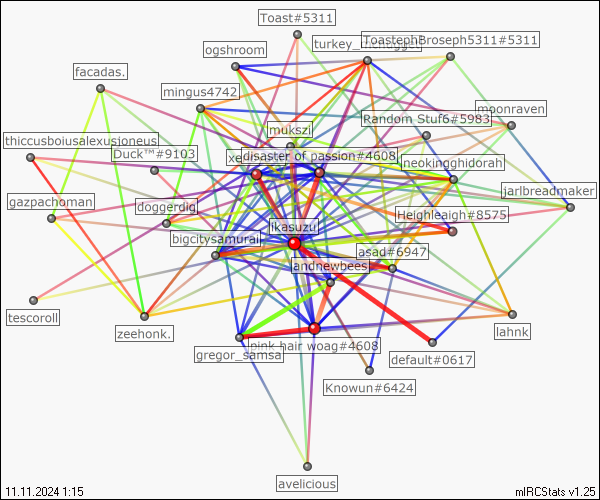 Toast#5311
ToastephBroseph5311#5311
ogshroom
facadas.
mingus4742
moonraven
Random Stuf6#5983
mukszi
thiccusboiusalexusjoneus
Duck™#9103
disaster of passion#4608
neokingghidorah
jarlbreadmaker
gazpachoman
doggerdig
Heighleaigh#8575
ikasuzu
bigcitysamurai
asad#6947
andnewbees
tescoroll
zeehonk.
lahnk
pink hair woag#4608
gregor_samsa
default#0617
Knowun#6424
avelicious
11.11.2024 1:15
mIRCStats v1.25